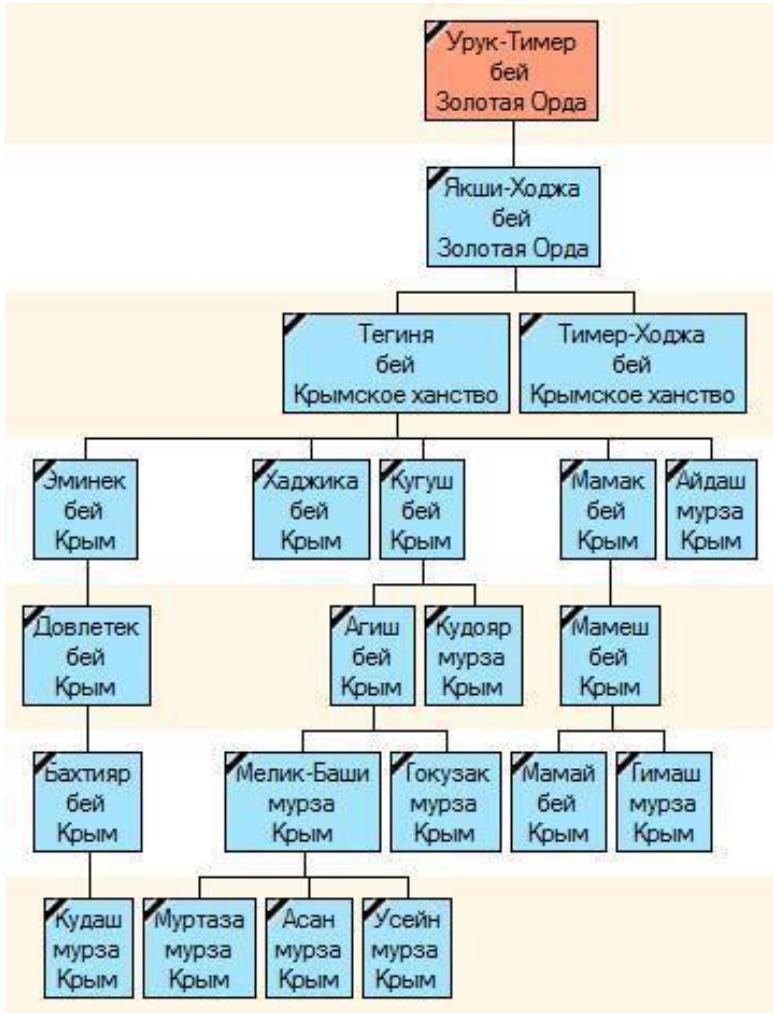 Урук-Тимер
бей
Золотая Орда
Якши-Ходжа
бей
Золотая Орда
Тегиня
бей
Крымское ханство
Тимер-Ходжа
бей
Крымское ханство
Эминек
бей
Крым
Хаджика
бей
Крым
Кугуш
бей
Крым
Мамак
бей
Крым
Айдаш
мурза
Крым
Довлетек
бей
Крым
Агиш
бей
Крым
Кудояр
мурза
Крым
Мамеш
бей
Крым
Бахтияр
бей
Крым
Мелик-Баши
мурза
Крым
Гокузак
мурза
Крым
Мамай
бей
Крым
Гимаш
мурза
Крым
Кудаш
мурза
Крым
Муртаза
мурза
Крым
Асан
мурза
Крым
Усейн
мурза
Крым